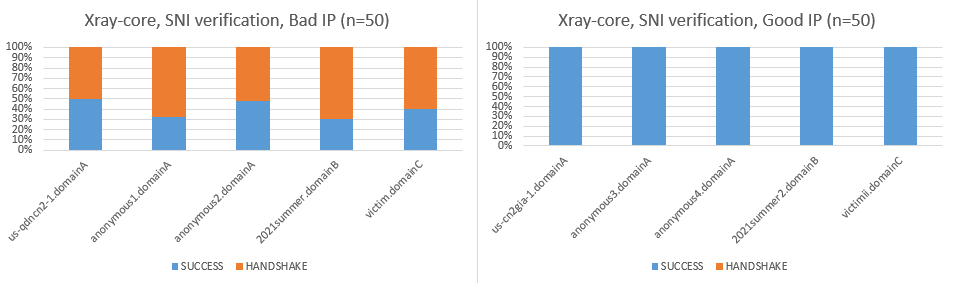 Xray-core, SNI verification, Bad IP (n=50)
100%
90%
80%
70%
60%
50%
40%
30%
20%
10%
0%
us-qdncn2-1.domainA
anonymous1.domainA
anonymous2.domainA
2021summer.domainB
victim.domainC
SUCCESS HANDSHAKE
Xray-core, SNI verification, Good IP (n=50)
100%
90%
80%
70%
60%
50%
40%
30%
20%
10%
0%
us-cn2gia-1.domainA
anonymous3.domainA
anonymous4.domainA
2021summer2.domainB
victimii.domainC
SUCCESS HANDSHAKE